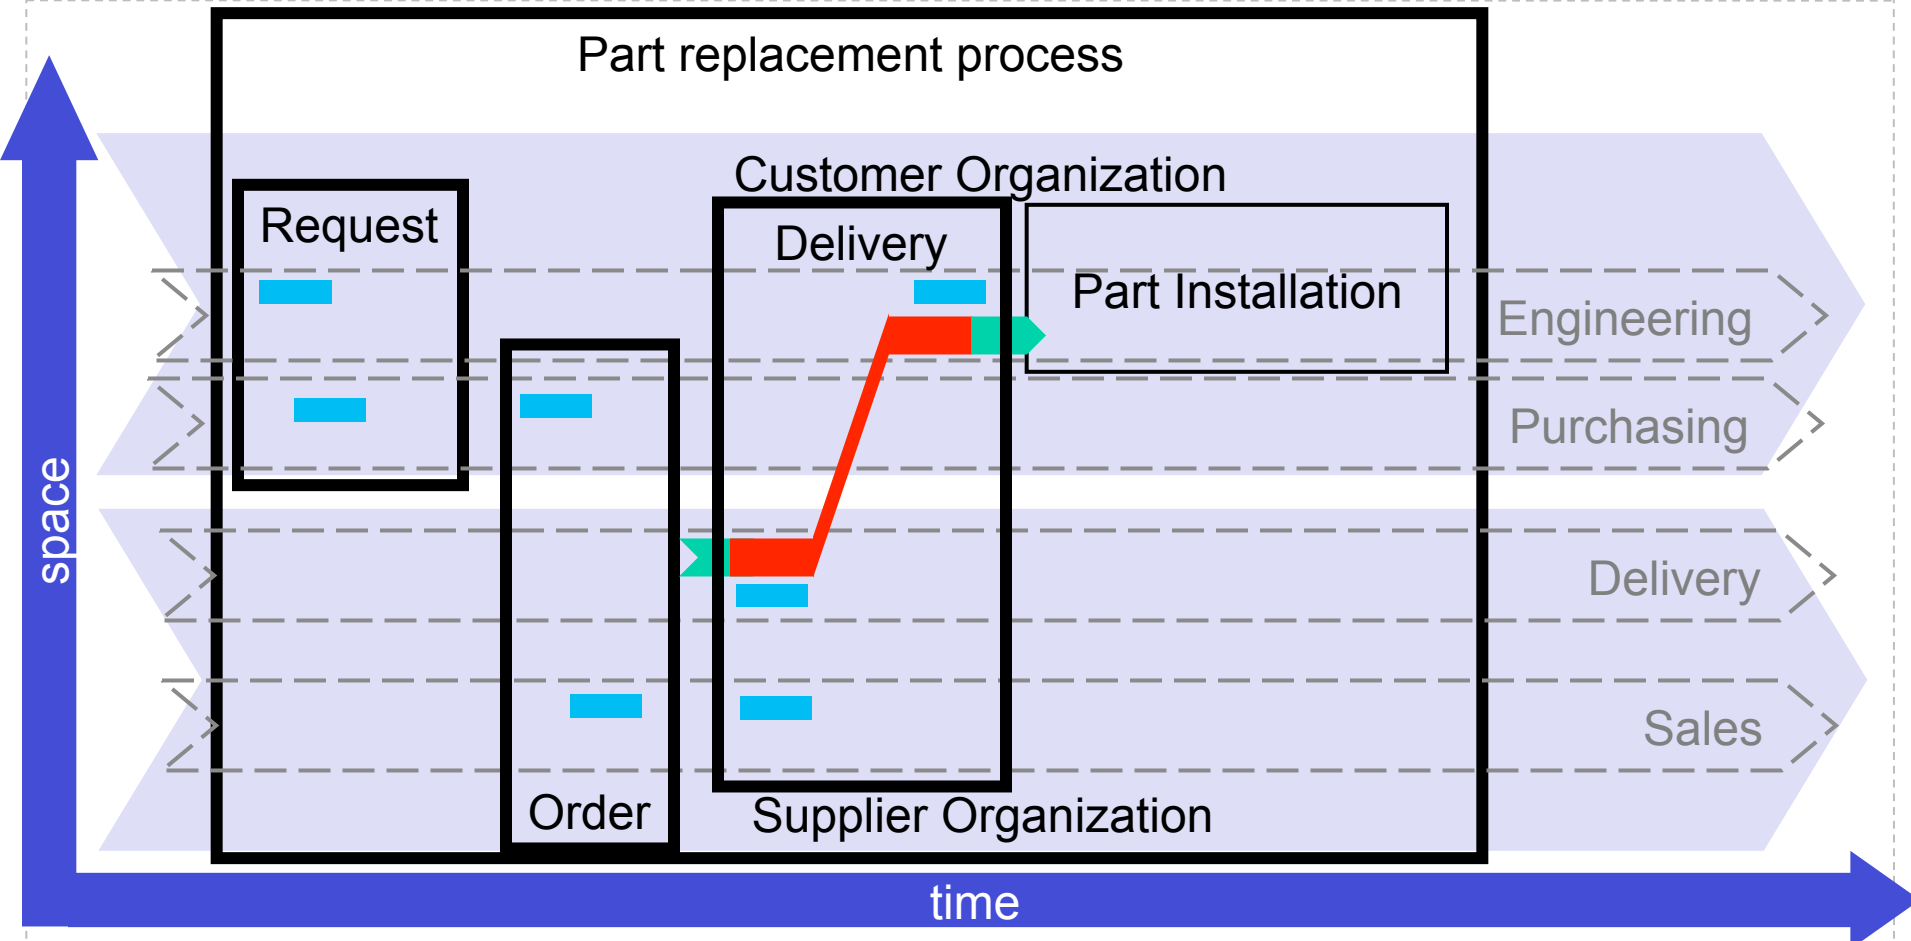 Part replacement process
Customer Organization
Request
Delivery
Part Installation
Engineering
Purchasing
space
Delivery
Sales
Order
Supplier Organization
time